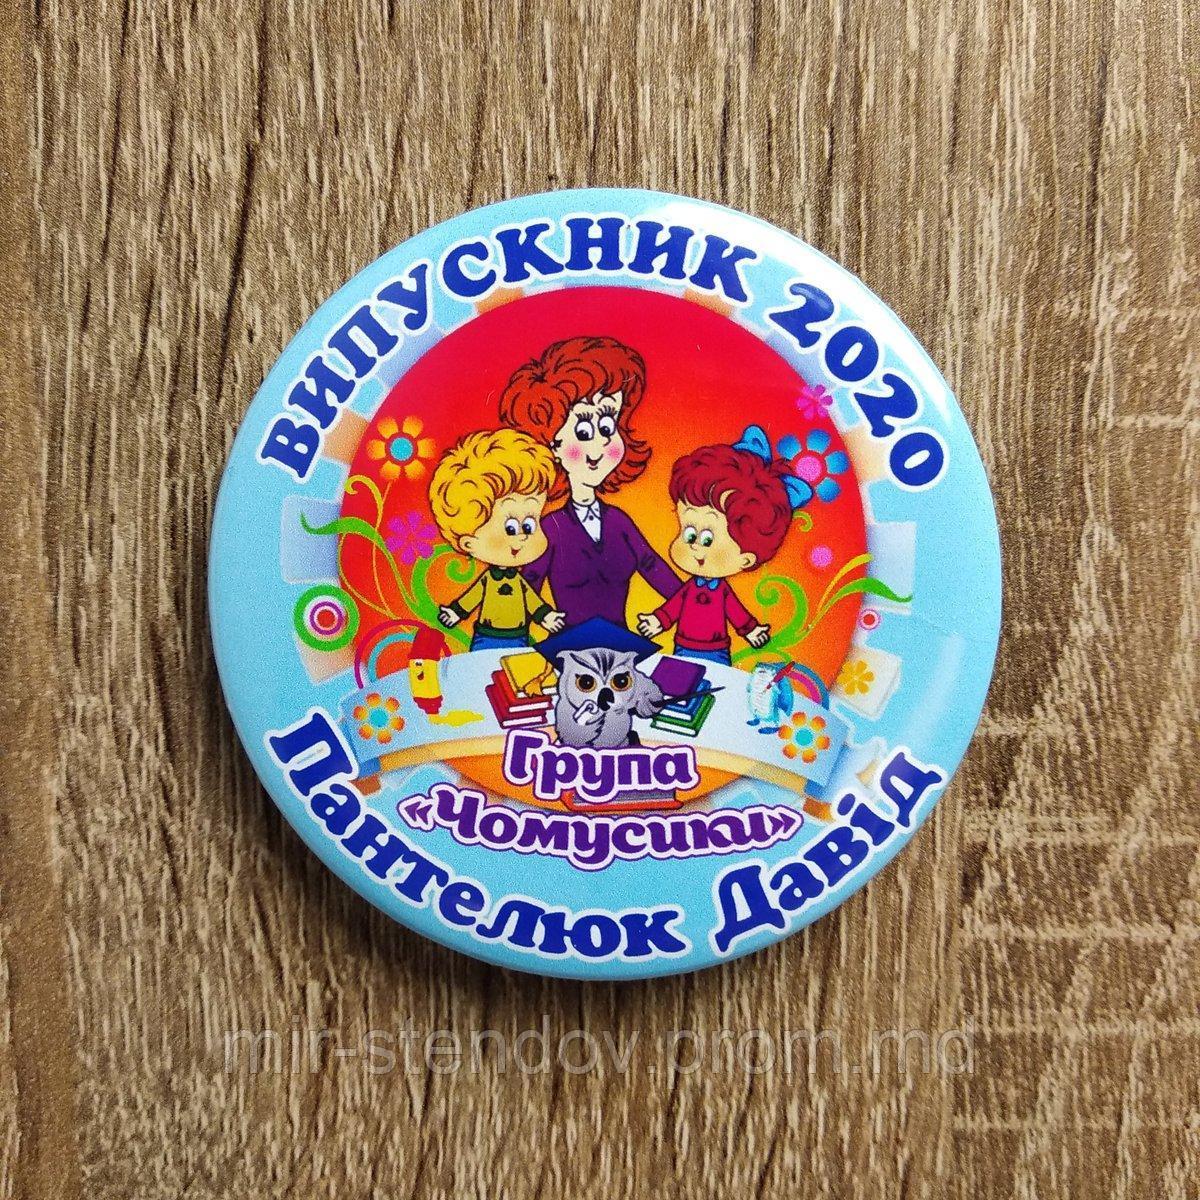 ВИПУСКНИК 2020
Група
«Чомусики»
Пантелюк Давід
mir-stendov.prom.md